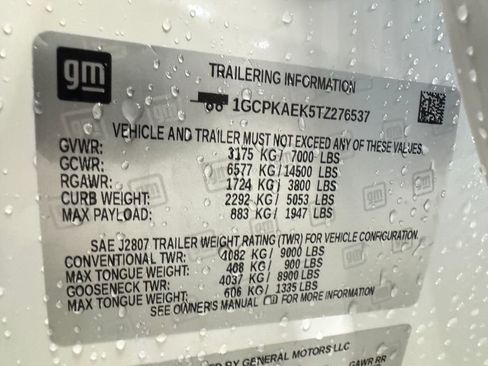 gm
TRAILERING INFORMATION
1GCPKAEK5TZ276537
VEHICLE AND TRAILER MUST NOT EXCEED ANY OF THESE VALUES
GVWR: 3175 KG / 7000 LBS
GCWR: 6577 KG / 14500 LBS
RGAWR: 1724 KG / 3800 LBS
CURB WEIGHT: 2292 KG / 5053 LBS
MAX PAYLOAD: 883 KG / 1947 LBS
SAE J2807 TRAILER WEIGHT RATING (TWR) FOR VEHICLE CONFIGURATION.
CONVENTIONAL TWR: 4082 KG / 9000 LBS
MAX TONGUE WEIGHT: 408 KG / 900 LBS
GOOSENECK TWR: 4037 KG / 8900 LBS
MAX TONGUE WEIGHT: 606 KG / 1335 LBS
SEE OWNER'S MANUAL FOR MORE INFORMATION
BY GENERAL MOTORS LLC
GAWR RR